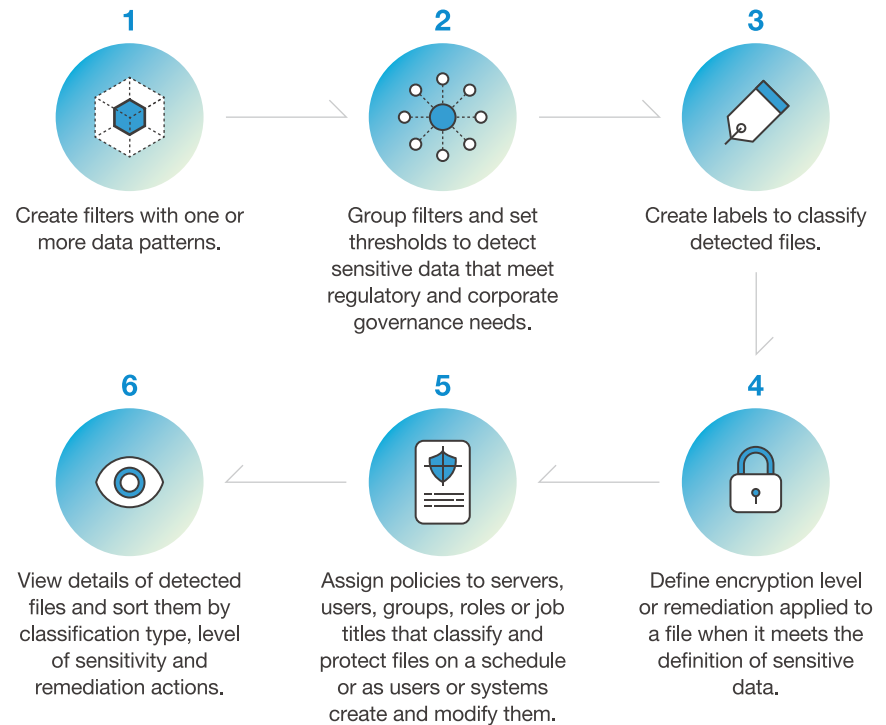 1
Create filters with one or
more data patterns.
2
Group filters and set
thresholds to detect
sensitive data that meet
regulatory and corporate
governance needs.
3
Create labels to classify
detected files.
4
Define encryption level
or remediation applied to
a file when it meets the
definition of sensitive
data.
5
Assign policies to servers,
users, groups, roles or job
titles that classify and
protect files on a schedule
or as users or systems
create and modify them.
6
View details of detected
files and sort them by
classification type, level
of sensitivity and
remediation actions.